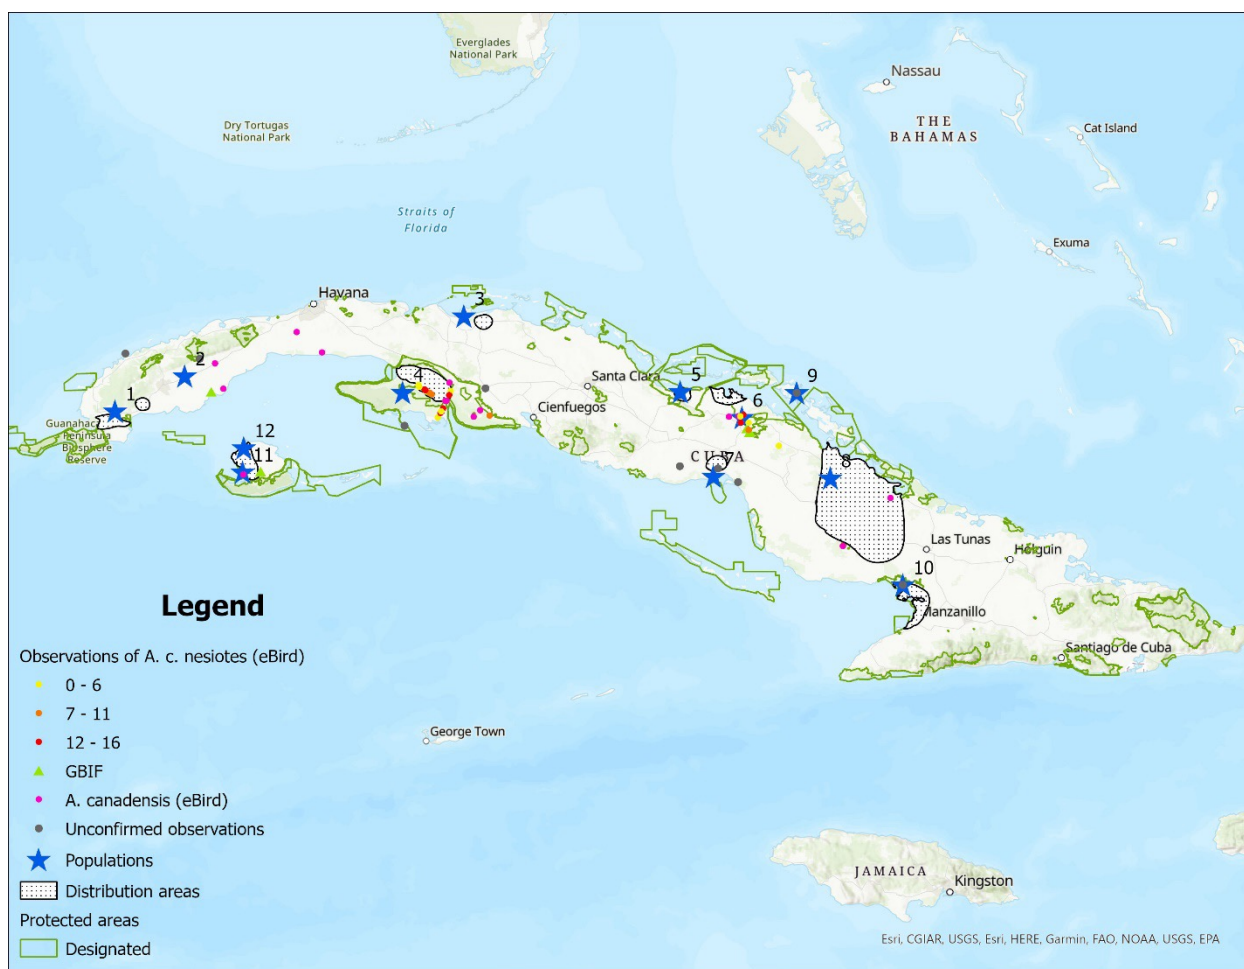 Everglades
National Park
Nassau
THE
BAHAMAS
Cat Island
Dry Tortugas
National Park
Straits of
Florida
Exuma
Havana
3
Santa Clara
5
9
2
4
1
6
Cienfuegos
Guanahaca
Peninsula
Biosphere
Reserve
12
11
CUBA
7
8
Las Tunas
Holguin
10
Manzanillo
Santiago de Cuba
George Town
JAMAICA
Kingston
Legend
Observations of A. c. nesiotes (eBird)
0 - 6
7 - 11
12 - 16
GBIF
A. canadensis (eBird)
Unconfirmed observations
Populations
Distribution areas
Protected areas
Designated
Esri, CGIAR, USGS, Esri, HERE, Garmin, FAO, NOAA, USGS, EPA